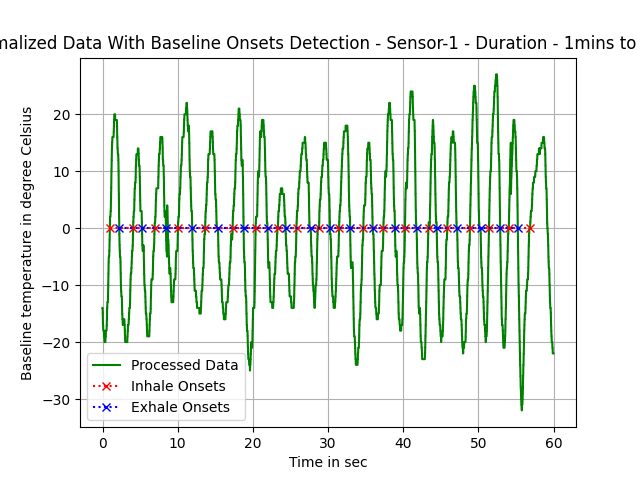 malized Data With Baseline Onsets Detection - Sensor-1 - Duration - 1mins to
Baseline temperature in degree Celsius
20
10
0
−10
−20
−30
Processed Data
Inhale Onsets
Exhale Onsets
0 10 20 30 40 50 60
Time in sec